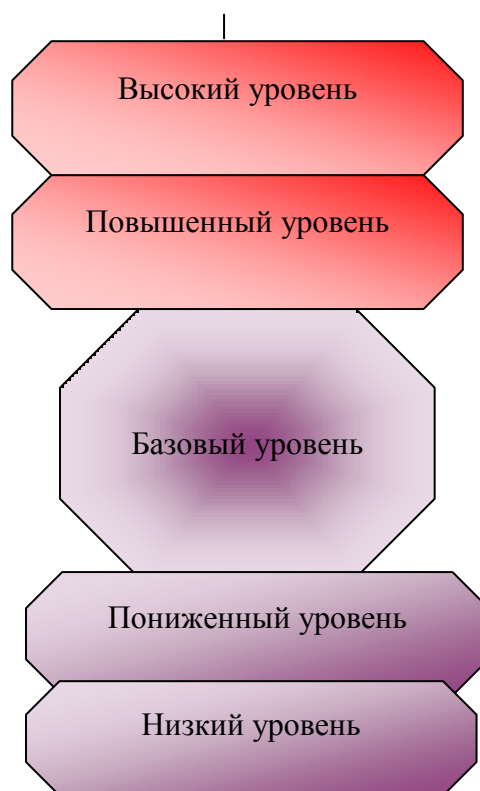 Высокий уровень
Повышенный уровень
Базовый уровень
Пониженный уровень
Низкий уровень